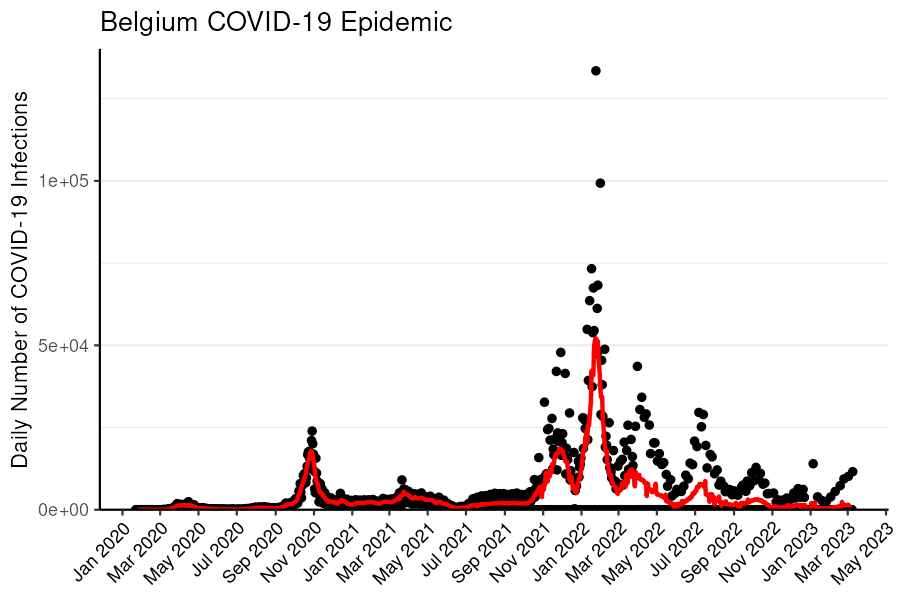 Belgium COVID-19 Epidemic
Daily Number of COVID-19 Infections
1e+05
5e+04
0e+00
Jan 2020
Mar 2020
May 2020
Jul 2020
Sep 2020
Nov 2020
Jan 2021
Mar 2021
May 2021
Jul 2021
Sep 2021
Nov 2021
Jan 2022
Mar 2022
May 2022
Jul 2022
Sep 2022
Nov 2022
Jan 2023
Mar 2023
May 2023